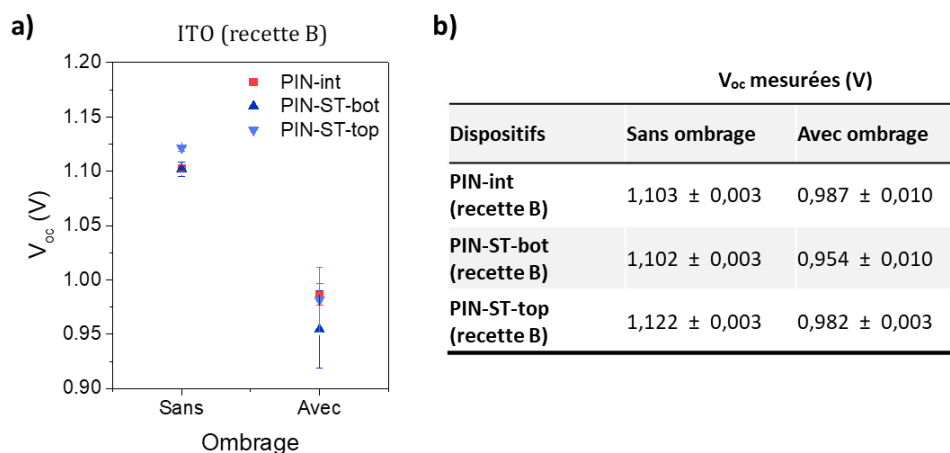 a)
ITO (recette B)
1.20
1.15
1.10
1.05
1.00
0.95
0.90
Voc (V)
PIN-int
PIN-ST-bot
PIN-ST-top
Sans
Avec
Ombrage
b)
Voc mesurées (V)
Dispositifs Sans ombrage Avec ombrage
PIN-int
(recette B) 1,103 ± 0,003 0,987 ± 0,010
PIN-ST-bot
(recette B) 1,102 ± 0,003 0,954 ± 0,010
PIN-ST-top
(recette B) 1,122 ± 0,003 0,982 ± 0,003